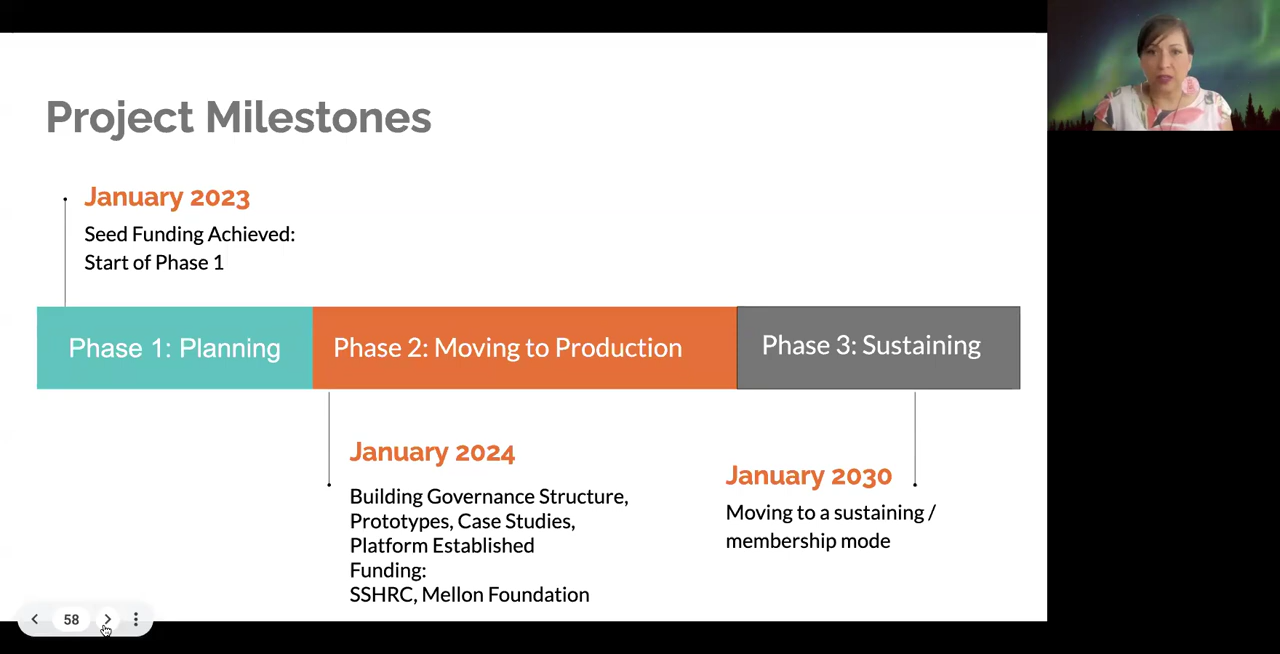 Project Milestones
January 2023
Seed Funding Achieved:
Start of Phase 1
Phase 1: Planning
Phase 2: Moving to Production
Phase 3: Sustaining
January 2024
Building Governance Structure,
Prototypes, Case Studies,
Platform Established
Funding:
SSHRC, Mellon Foundation
January 2030
Moving to a sustaining /
membership mode
58